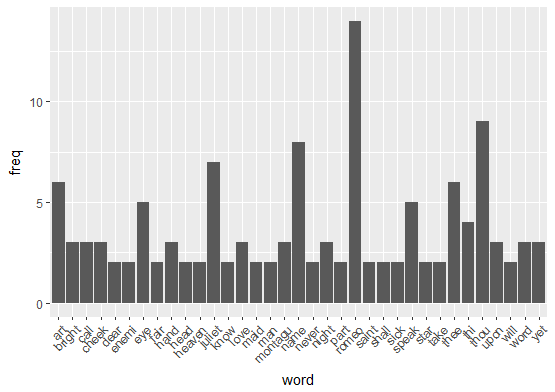 freq
10
5
0
art
bright
call
cheek
dear
enemi
eye
fair
hand
head
heaven
juliet
know
love
maid
man
montagu
name
never
night
part
romeo
saint
shall
sick
speak
star
take
thee
thi
thou
upon
will
word
yet
word